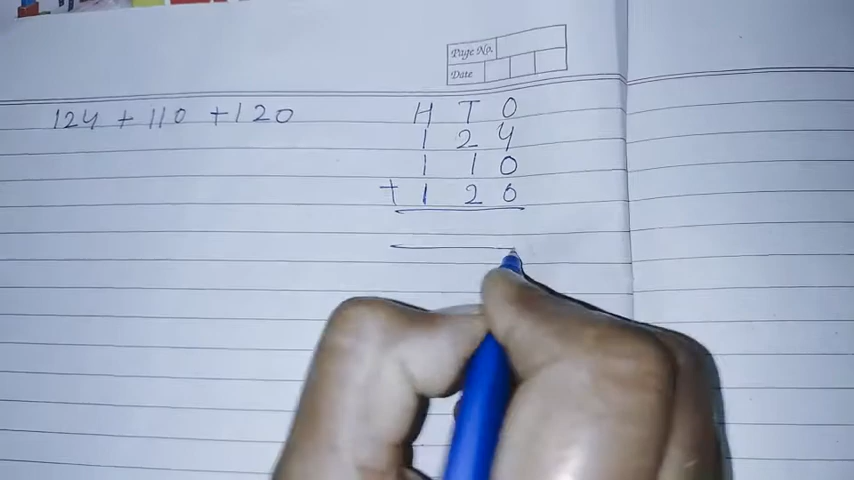 Page No.
Date
124 + 110 + 120
H T O
1 2 4
1 1 0
+ 1 2 0